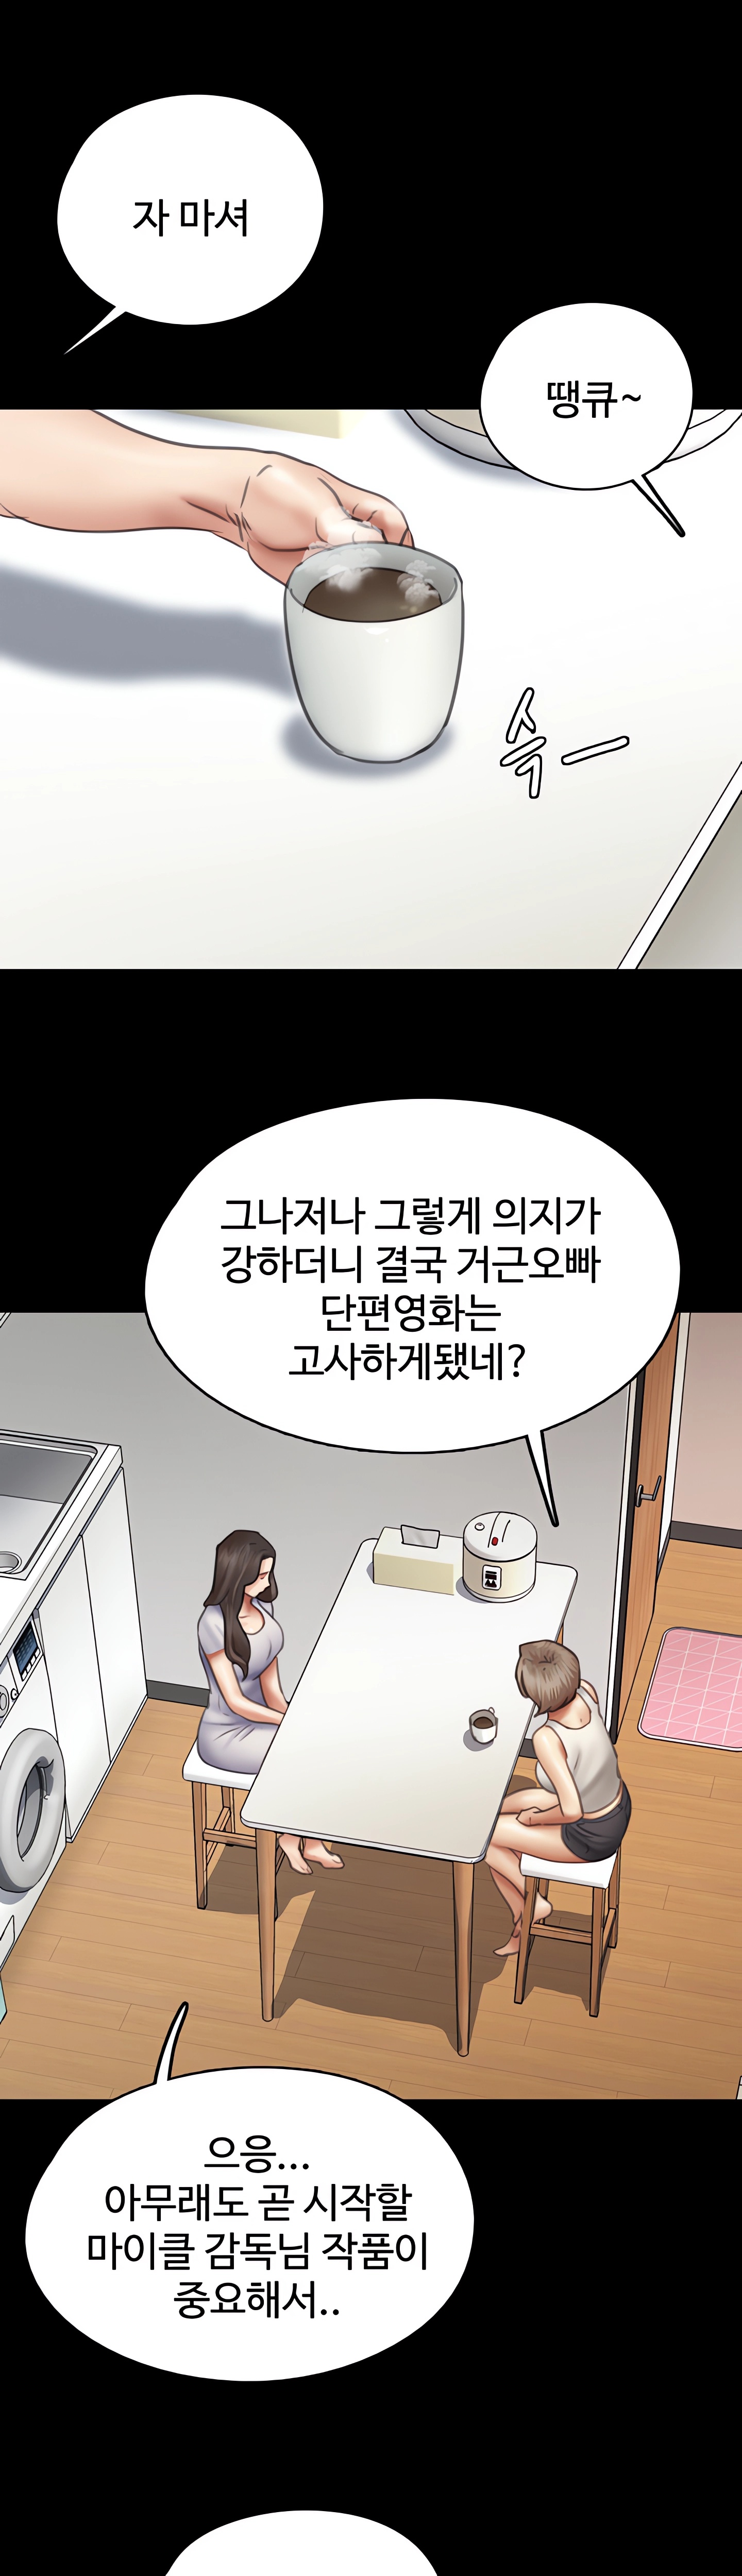 자 마셔
땡큐~
슥-
그나저나 그렇게 의지가
강하더니 결국 거근오빠
단편영화는
고사하게됐네?
으응...
아무래도 곧 시작할
마이클 감독님 작품이
중요해서..